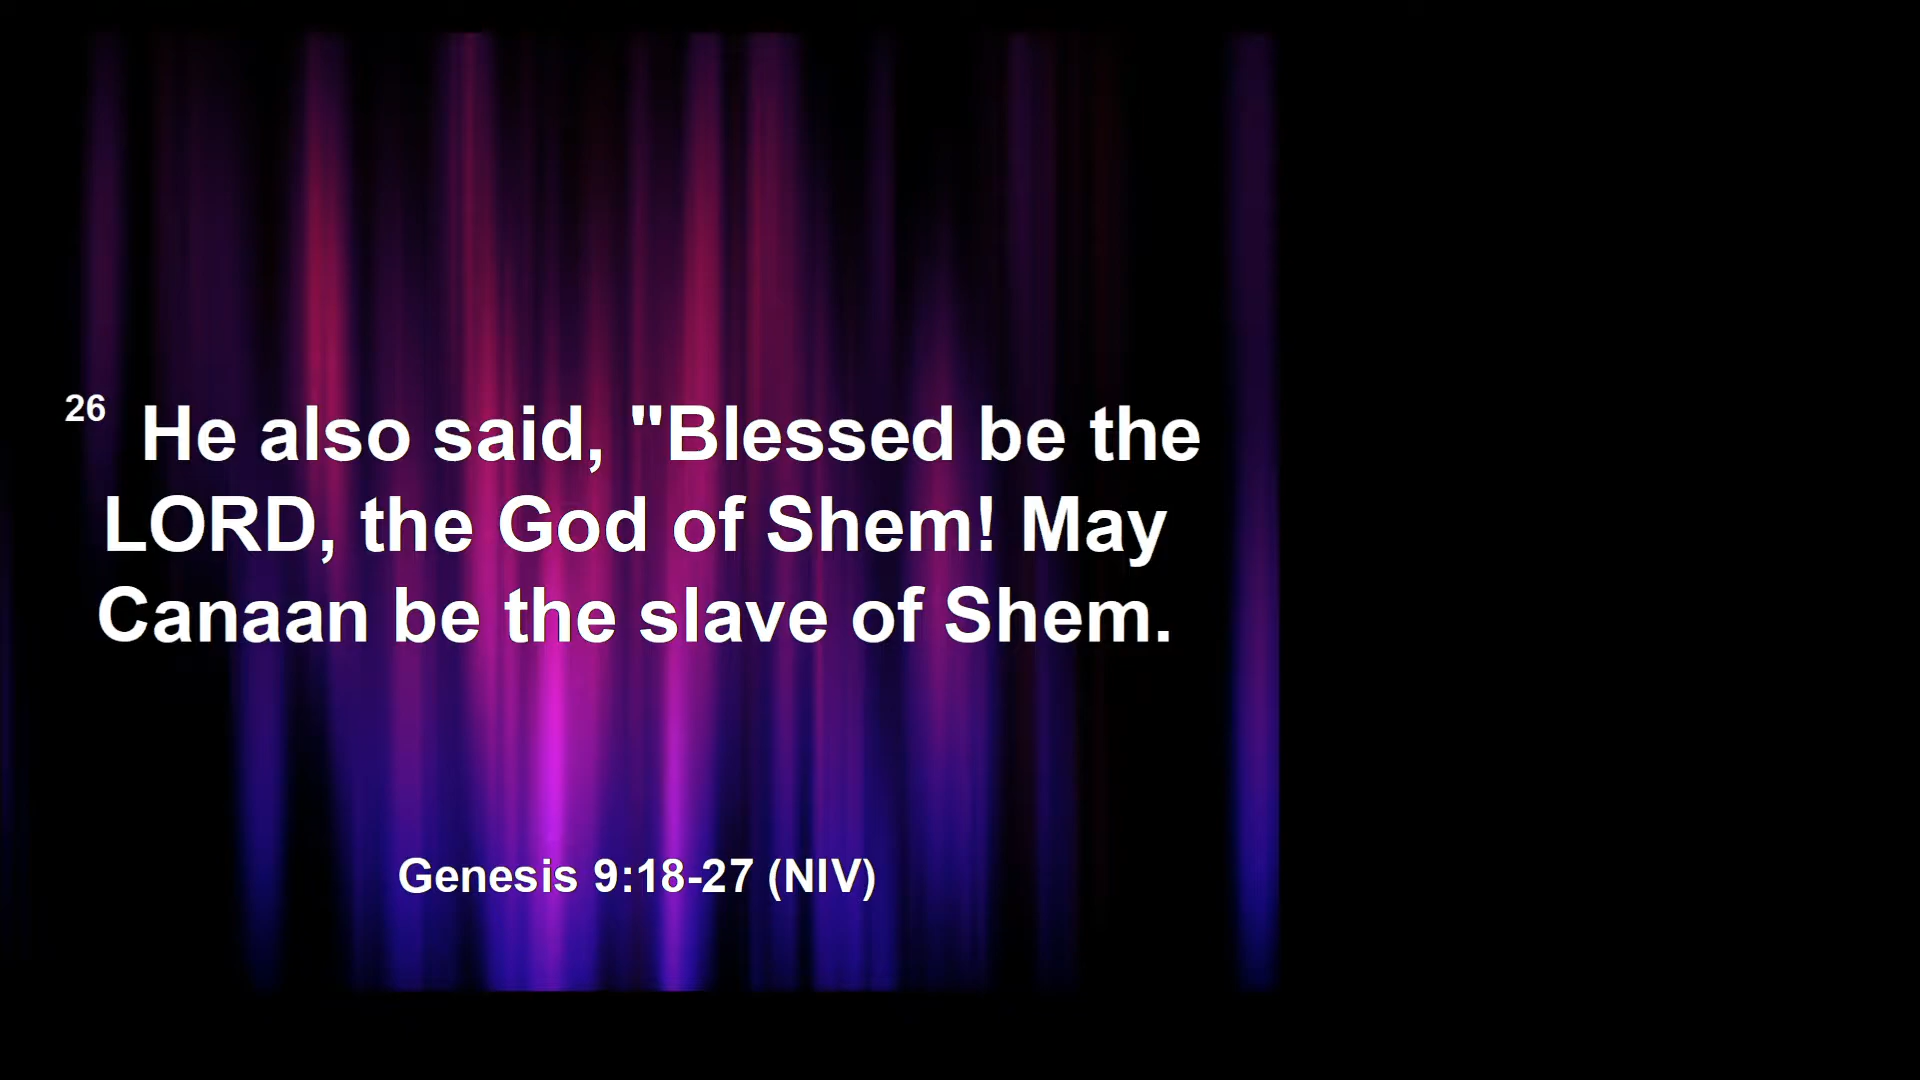 26 He also said, "Blessed be the
LORD, the God of Shem! May
Canaan be the slave of Shem.
Genesis 9:18-27 (NIV)